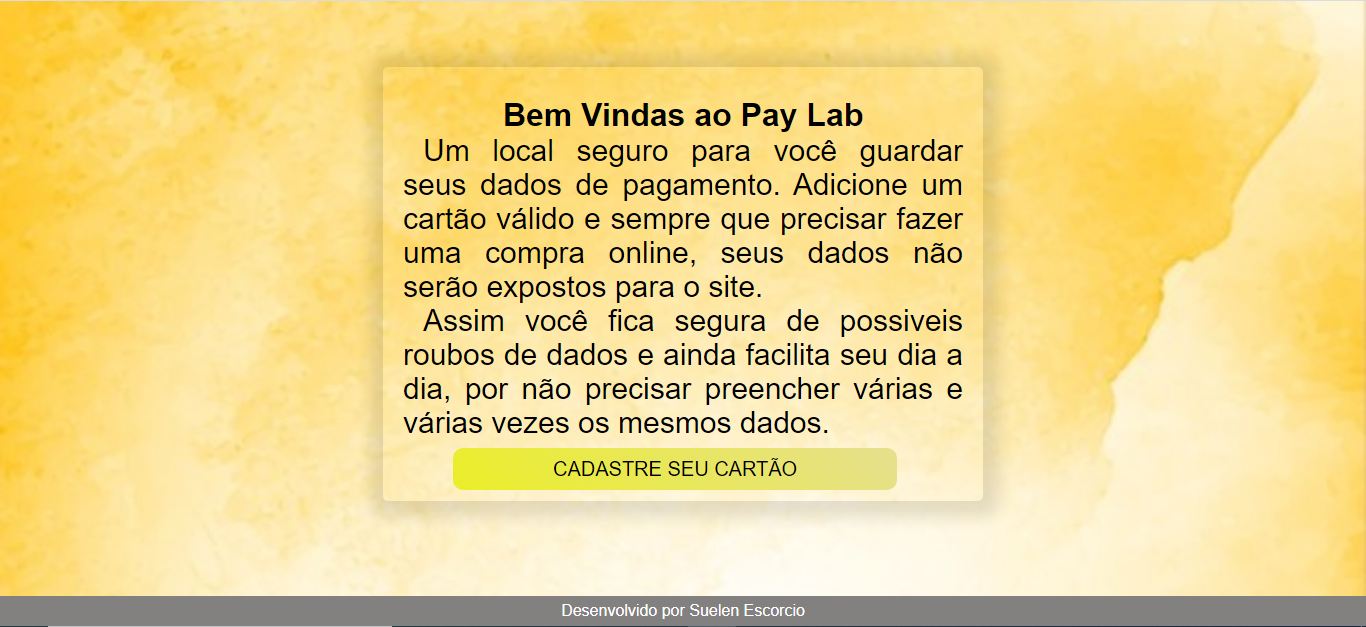 Bem Vindas ao Pay Lab
Um local seguro para você guardar
seus dados de pagamento. Adicione um
cartão válido e sempre que precisar fazer
uma compra online, seus dados não
serão expostos para o site.
Assim você fica segura de possiveis
roubos de dados e ainda facilita seu dia a
dia, por não precisar preencher várias e
várias vezes os mesmos dados.
CADASTRE SEU CARTÃO
Desenvolvido por Suelen Escorcio